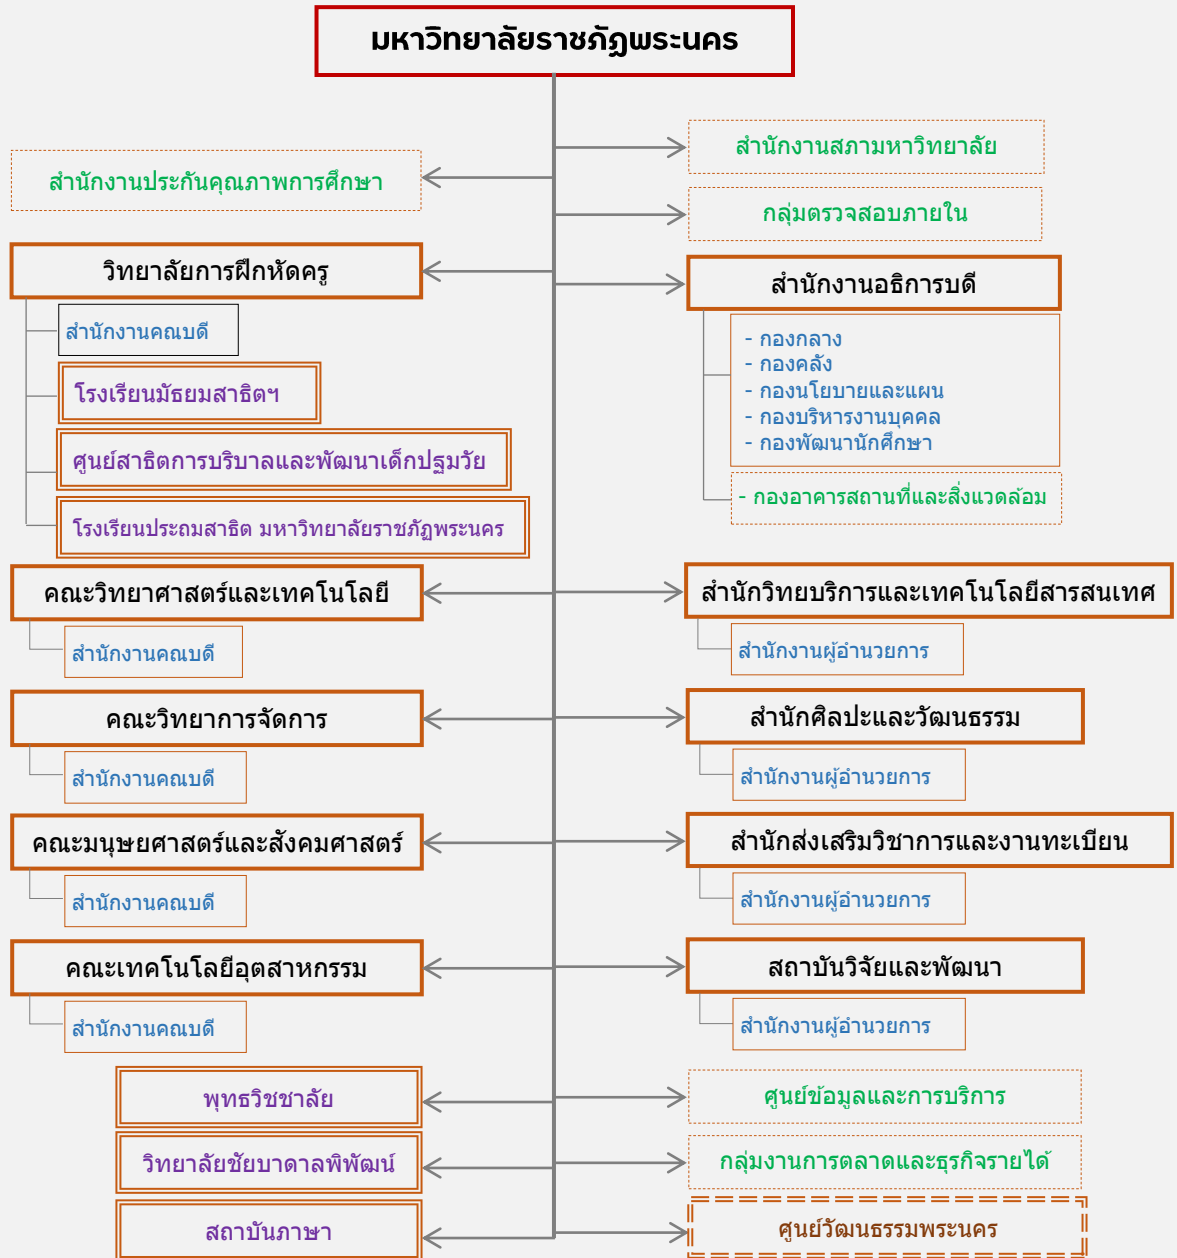 มหาวิทยาลัยราชภัฏพระนคร
สำนักงานประกันคุณภาพการศึกษา
วิทยาลัยการฝึกหัดครู
สำนักงานคณบดี
โรงเรียนมัธยมสาธิตฯ
ศูนย์สาธิตการบริบาลและพัฒนาเด็กปฐมวัย
โรงเรียนประถมสาธิต มหาวิทยาลัยราชภัฏพระนคร
คณะวิทยาศาสตร์และเทคโนโลยี
สำนักงานคณบดี
คณะวิทยาการจัดการ
สำนักงานคณบดี
คณะมนุษยศาสตร์และสังคมศาสตร์
สำนักงานคณบดี
คณะเทคโนโลยีอุตสาหกรรม
สำนักงานคณบดี
พุทธวิชชาลัย
วิทยาลัยชัยบาดาลพิพัฒน์
สถาบันภาษา
สำนักงานสภามหาวิทยาลัย
กลุ่มตรวจสอบภายใน
สำนักงานอธิการบดี
- กองกลาง
- กองคลัง
- กองนโยบายและแผน
- กองบริหารงานบุคคล
- กองพัฒนานักศึกษา
- กองอาคารสถานที่และสิ่งแวดล้อม
สำนักวิทยบริการและเทคโนโลยีสารสนเทศ
สำนักงานผู้อำนวยการ
สำนักศิลปะและวัฒนธรรม
สำนักงานผู้อำนวยการ
สำนักส่งเสริมวิชาการและงานทะเบียน
สำนักงานผู้อำนวยการ
สถาบันวิจัยและพัฒนา
สำนักงานผู้อำนวยการ
ศูนย์ข้อมูลและการบริการ
กลุ่มงานการตลาดและธุรกิจรายได้
ศูนย์วัฒนธรรมพระนคร